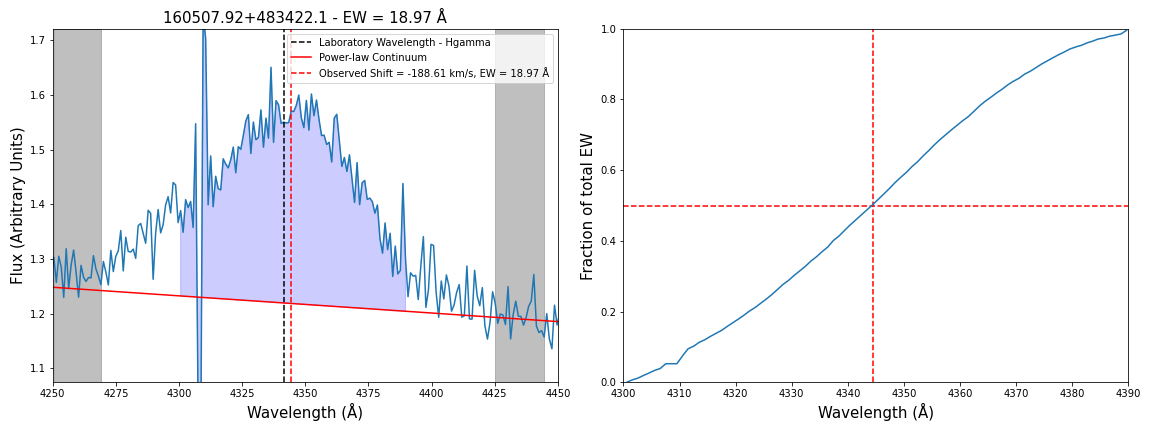 160507.92+483422.1 - EW = 18.97 Å
Laboratory Wavelength - Hgamma
Power-law Continuum
Observed Shift = -188.61 km/s, EW = 18.97 Å
Flux (Arbitrary Units)
1.7
1.6
1.5
1.4
1.3
1.2
1.1
4250 4275 4300 4325 4350 4375 4400 4425 4450
Wavelength (Å)
Fraction of total EW
1.0
0.8
0.6
0.4
0.2
0.0
4300 4310 4320 4330 4340 4350 4360 4370 4380 4390
Wavelength (Å)